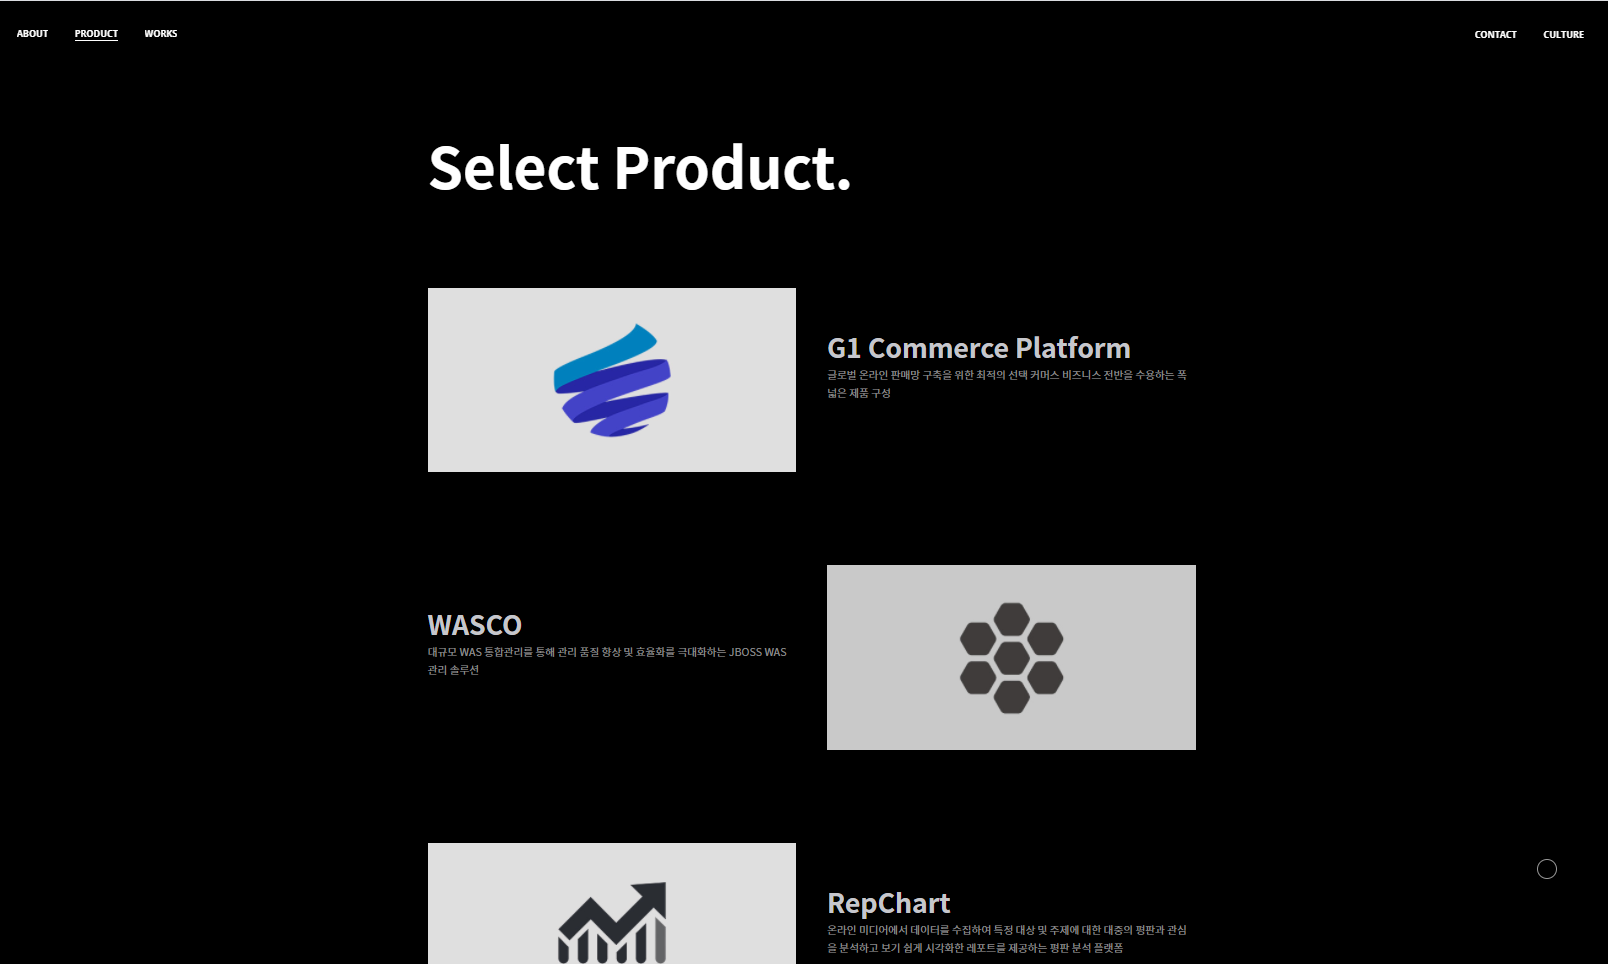 ABOUT PRODUCT WORKS CONTACT CULTURE
Select Product.
G1 Commerce Platform
글로벌 온라인 판매망 구축을 위한 최적의 선택 커머스 비즈니스 전반을 수용하는 폭
넓은 제품 구성
WASCO
대규모 WAS 통합관리를 통해 관리 품질 향상 및 효율화를 극대화하는 JBOSS WAS
관리 솔루션
RepChart
온라인 미디어에서 데이터를 수집하여 특정 대상 및 주제에 대한 대중의 평판과 관심
을 분석하고 보기 쉽게 시각화한 레포트를 제공하는 평판 분석 플랫폼